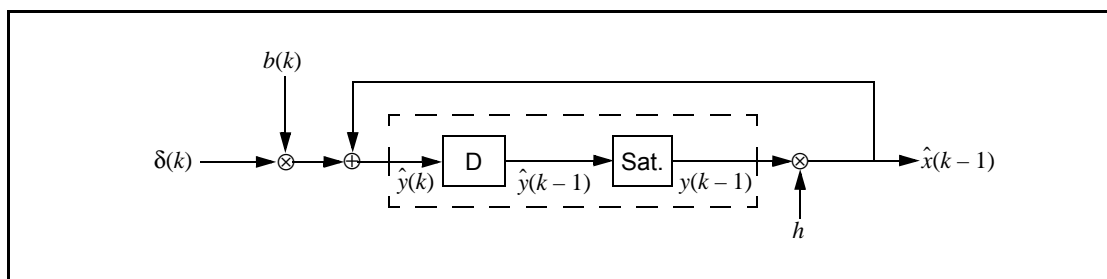 b(k)
δ(k)
ŷ(k)
D
ŷ(k – 1)
Sat.
y(k – 1)
x̂(k – 1)
h